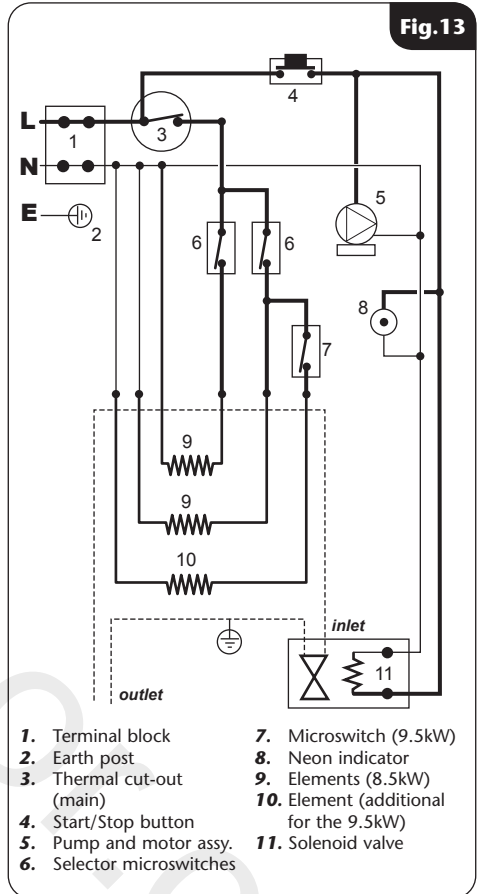 Fig.13
4
L
1
3
N
5
E
2
6
6
8
7
9
9
10
inlet
11
outlet
1. Terminal block
2. Earth post
3. Thermal cut-out
(main)
4. Start/Stop button
5. Pump and motor assy.
6. Selector microswitches
7. Microswitch (9.5kW)
8. Neon indicator
9. Elements (8.5kW)
10. Element (additional
for the 9.5kW)
11. Solenoid valve